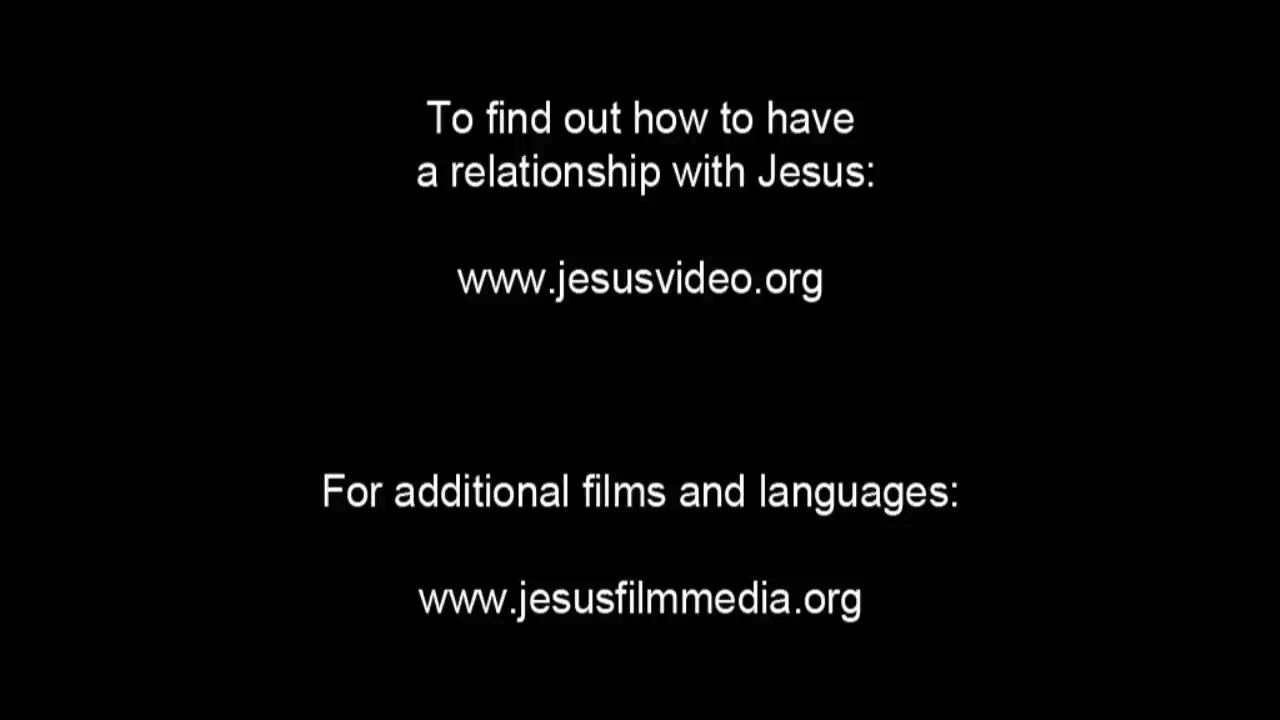 To find out how to have
a relationship with Jesus:
www.jesusvideo.org
For additional films and languages:
www.jesusfilmmedia.org